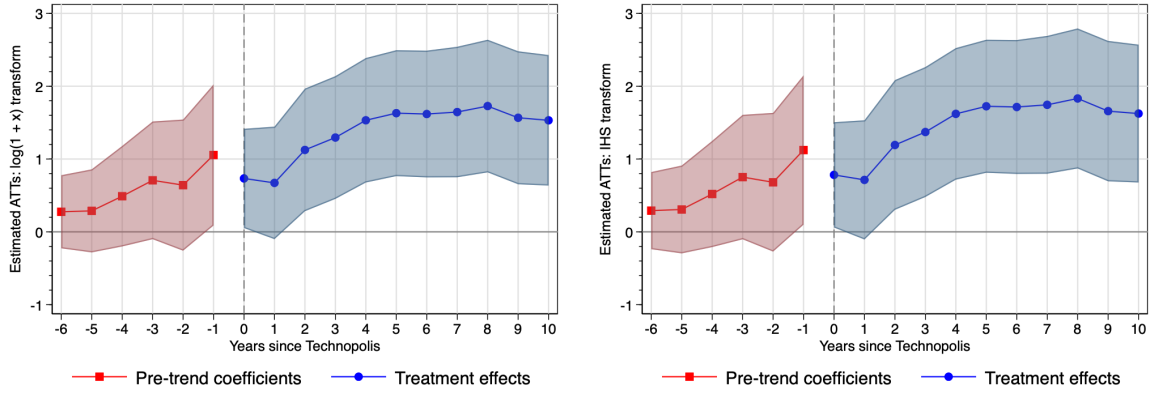 Estimated ATTs: log(1 + x) transform
3
2
1
0
-1
-6 -5 -4 -3 -2 -1 0 1 2 3 4 5 6 7 8 9 10
Years since Technopolis
Pre-trend coefficients Treatment effects
Estimated ATTs: IHS transform
3
2
1
0
-1
-6 -5 -4 -3 -2 -1 0 1 2 3 4 5 6 7 8 9 10
Years since Technopolis
Pre-trend coefficients Treatment effects